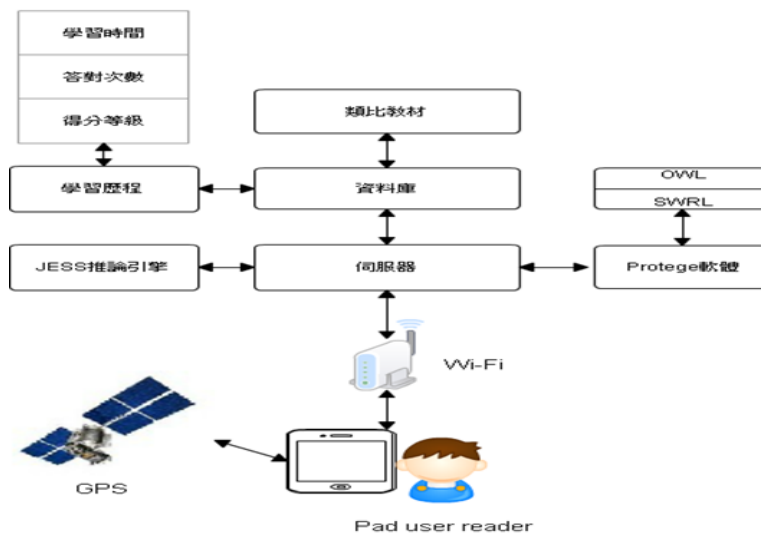 學習時間
答對次數
得分等級
類比教材
學習歷程
資料庫
OWL
SWRL
JESS推論引擎
伺服器
Protege軟體
Wi-Fi
GPS
Pad user reader